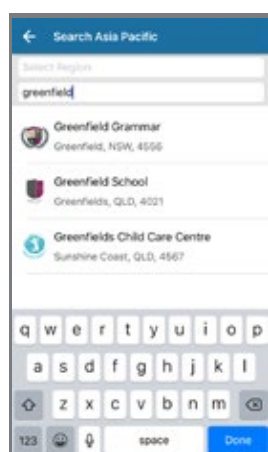 Search Asia Pacific
Select Region
greenfield
Greenfield Grammar
Greenfield, NSW, 4556
Greenfield School
Greenfields, QLD, 4021
Greenfields Child Care Centre
Sunshine Coast, QLD, 4567
q w e r t y u i o p
a s d f g h j k l
z x c v b n m
123 space Done